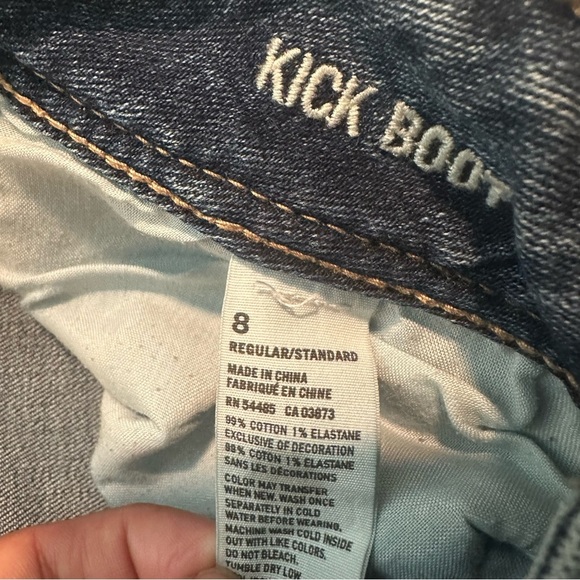 KICK BOOT
8
REGULAR/STANDARD
MADE IN CHINA
FABRIQUÉ EN CHINE
RN 54485 CA 03673
99% COTTON 1% ELASTANE
EXCLUSIVE OF DECORATION
99% COTON 1% ELASTANE
SANS LES DÉCORATIONS
COLOR MAY TRANSFER
WHEN NEW. WASH ONCE
SEPARATELY IN COLD
WATER BEFORE WEARING.
MACHINE WASH COLD INSIDE
OUT WITH LIKE COLORS.
DO NOT BLEACH.
TUMBLE DRY LOW